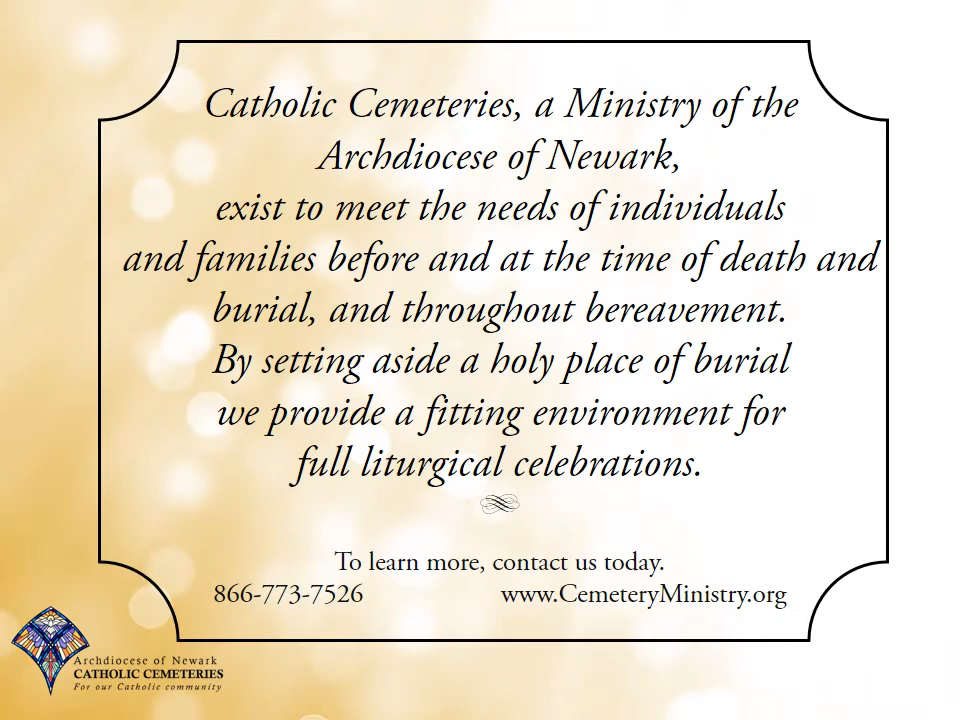 Catholic Cemeteries, a Ministry of the
Archdiocese of Newark,
exist to meet the needs of individuals
and families before and at the time of death and
burial, and throughout bereavement.
By setting aside a holy place of burial
we provide a fitting environment for
full liturgical celebrations.
To learn more, contact us today.
866-773-7526 www.CemeteryMinistry.org
Archdiocese of Newark
CATHOLIC CEMETERIES
For our Catholic community